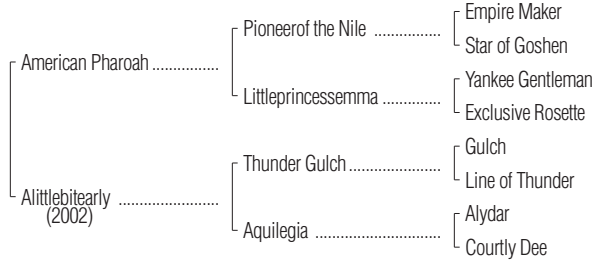 Empire Maker
Pioneerof the Nile ................
Star of Goshen
American Pharoah ................
Yankee Gentleman
Littleprincessemma ..............
Exclusive Rosette
Gulch
Thunder Gulch ......................
Line of Thunder
Alittlebitearly ........................
(2002)
Alydar
Aquilegia ..............................
Courtly Dee